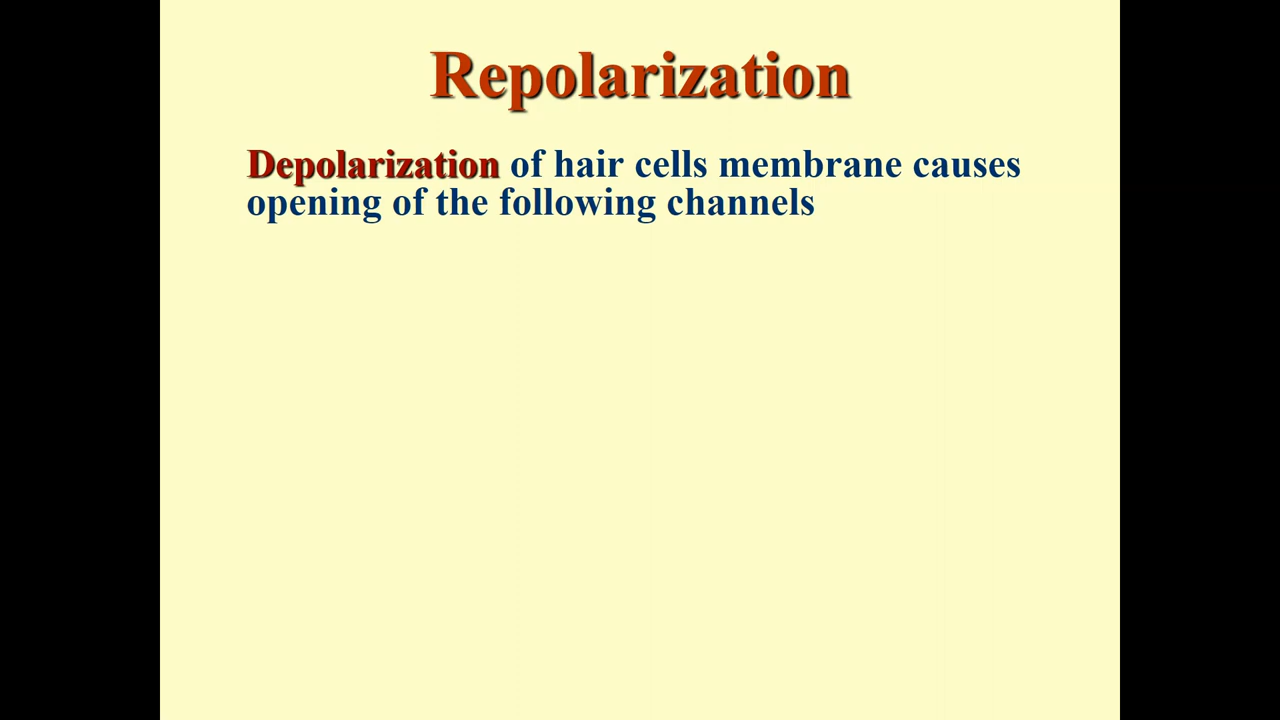 Repolarization
Depolarization of hair cells membrane causes
opening of the following channels